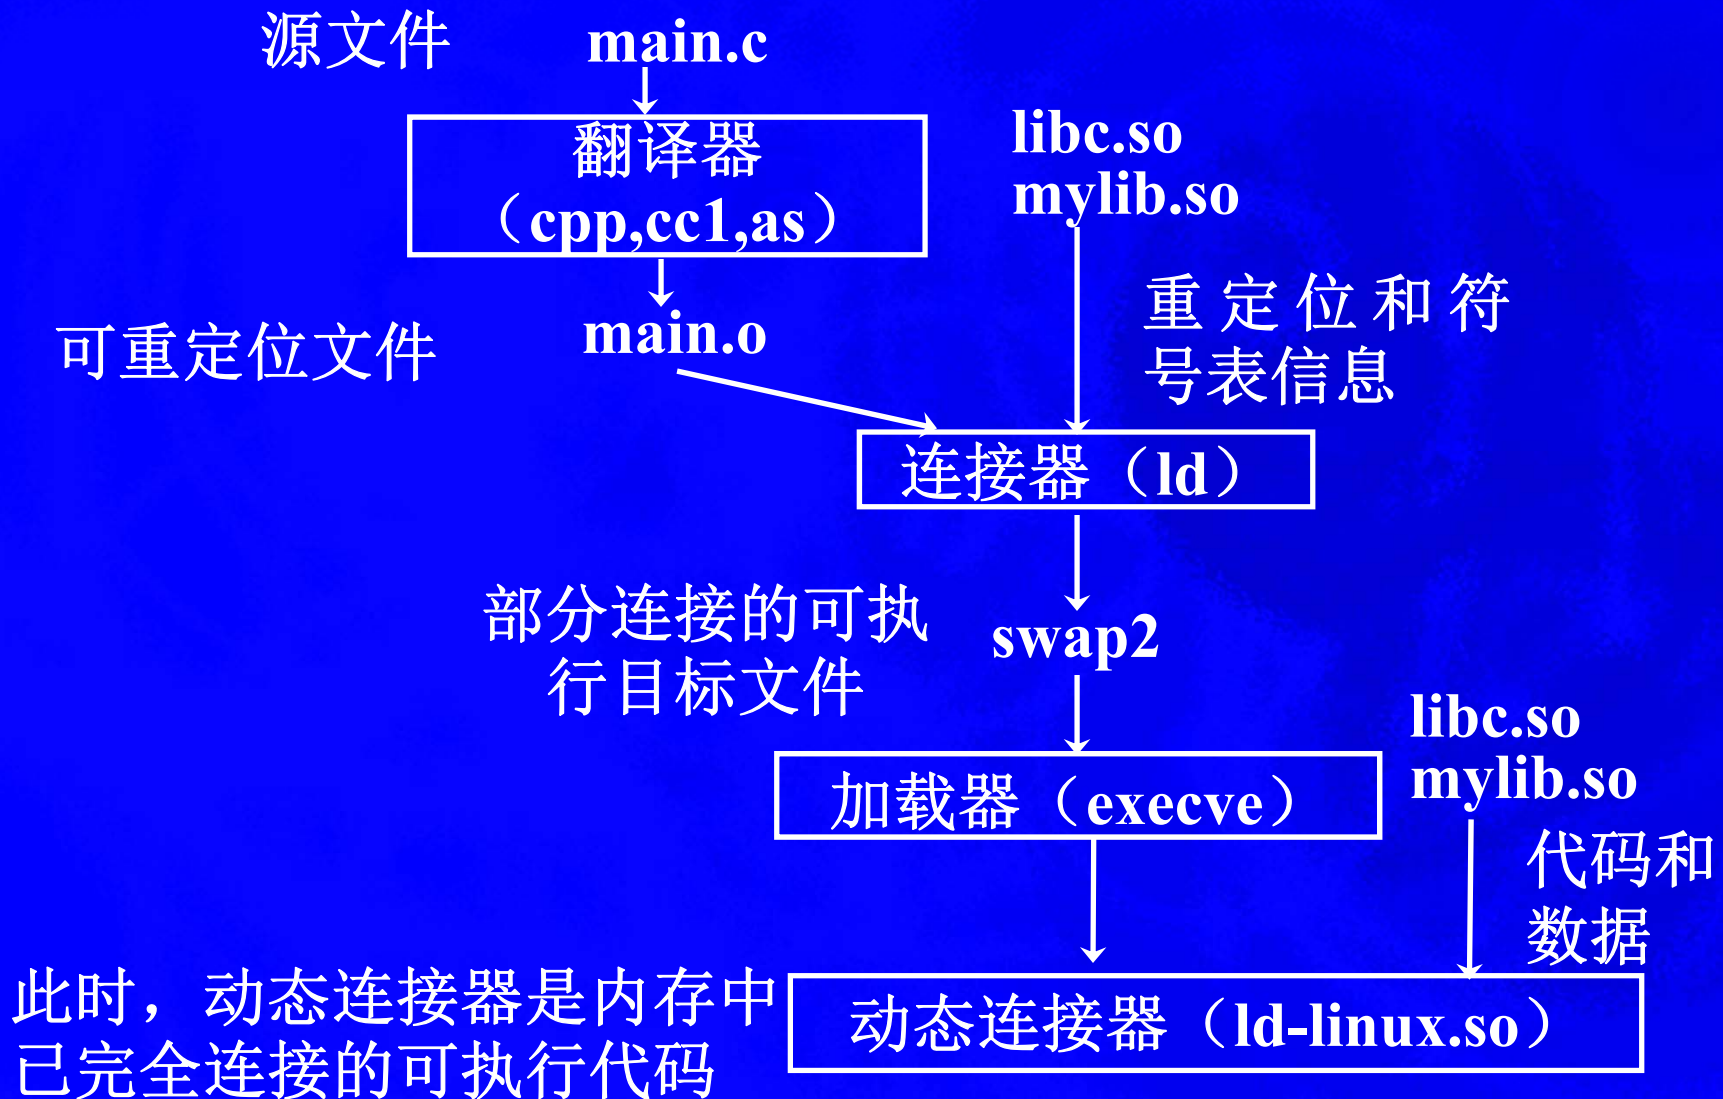 源文件
main.c
翻译器
（cpp,cc1,as）
libc.so
mylib.so
可重定位文件
main.o
重定位和符
号表信息
连接器（ld）
部分连接的可执
行目标文件
swap2
libc.so
mylib.so
加载器（execve）
代码和
数据
此时，动态连接器是内存中
已完全连接的可执行代码
动态连接器（ld-linux.so）